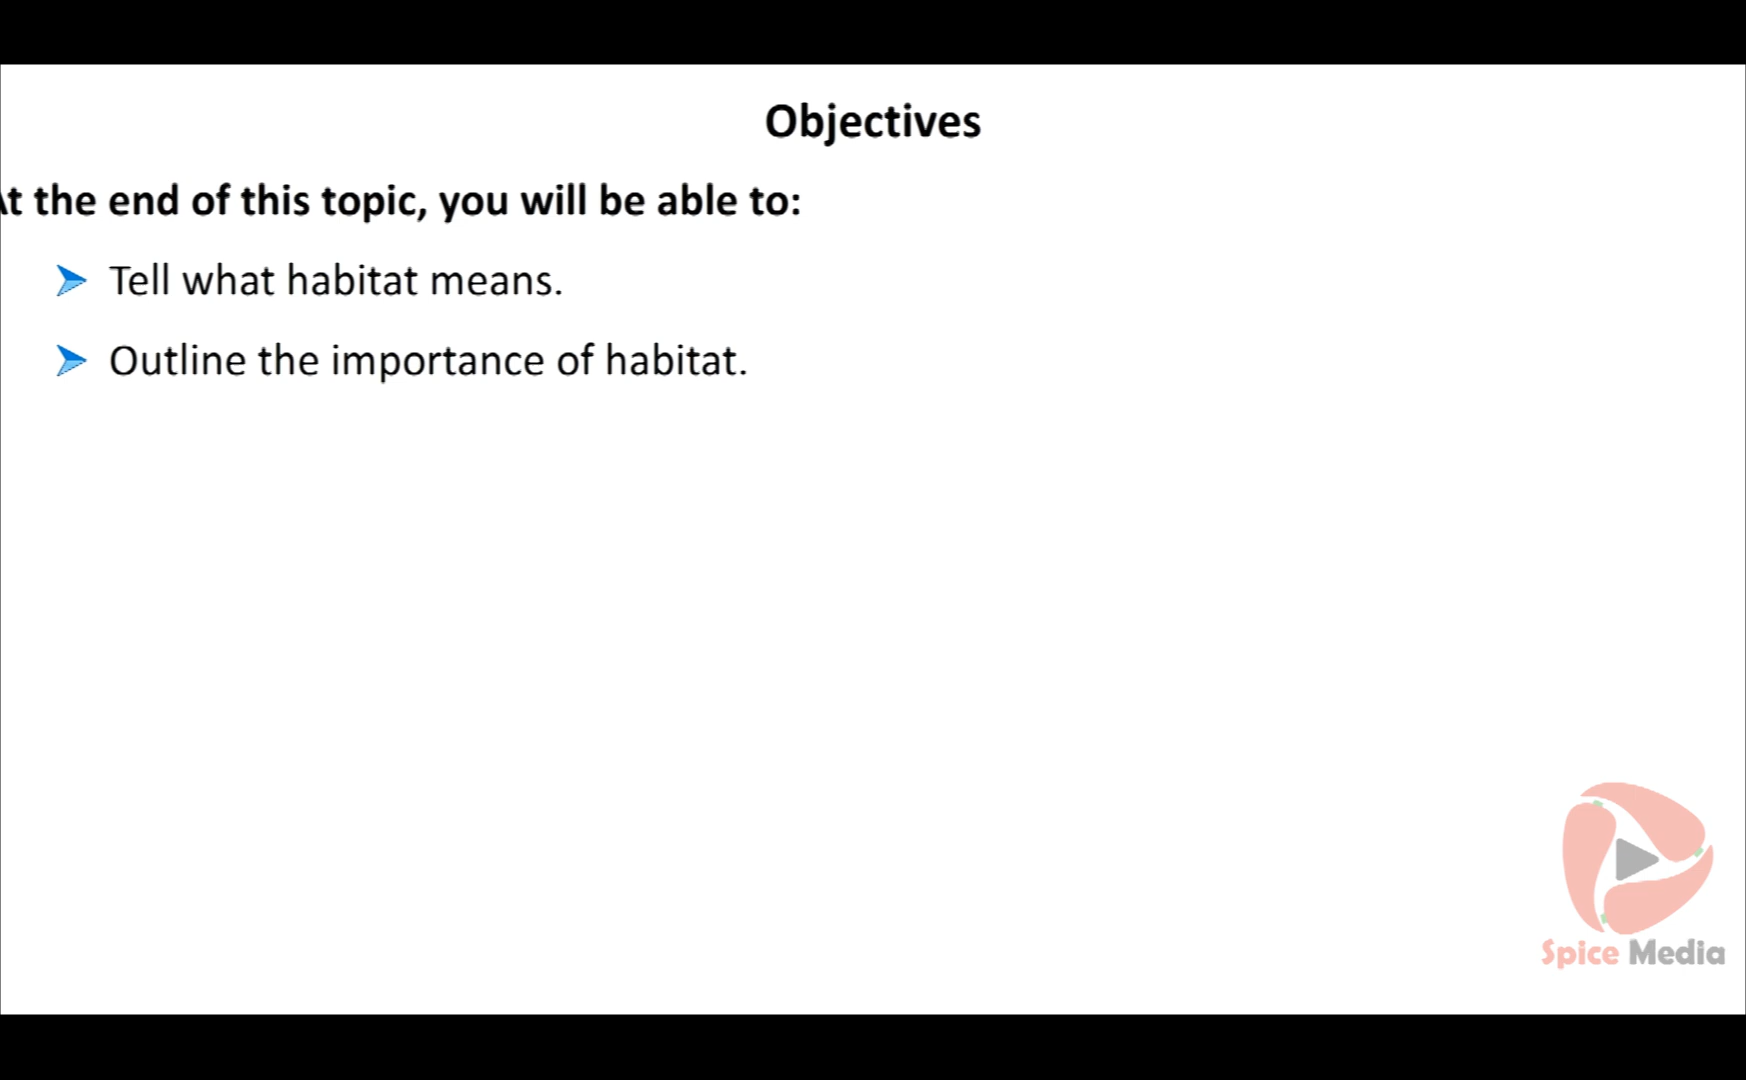 Objectives
At the end of this topic, you will be able to:
Tell what habitat means.
Outline the importance of habitat.
Spice Media